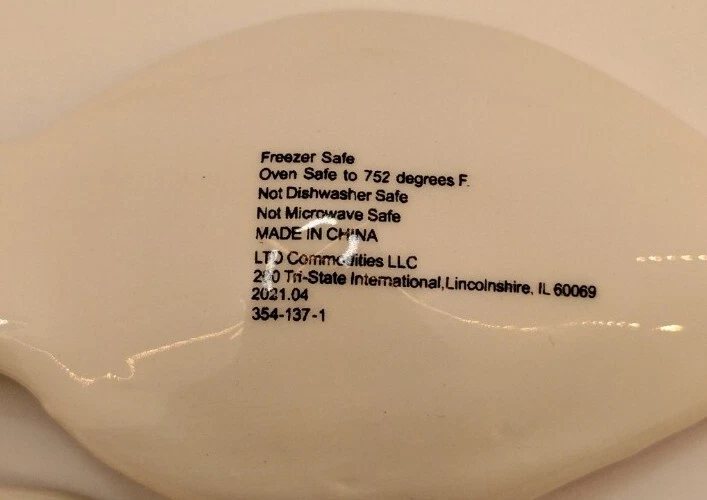 Freezer Safe
Oven Safe to 752 degrees F.
Not Dishwasher Safe
Not Microwave Safe
MADE IN CHINA
LTD Commodities LLC
200 Tri-State International,Lincolnshire, IL 60069
2021.04
354-137-1